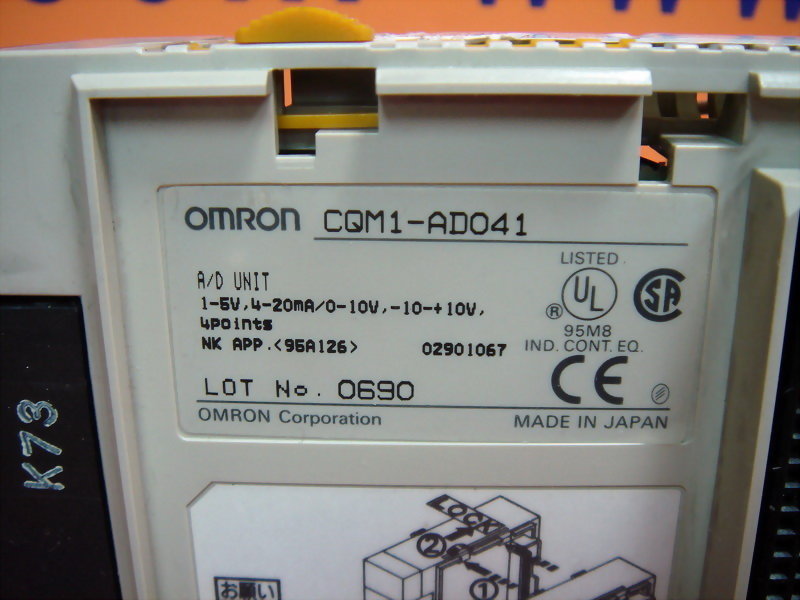 OMRON CQM1-AD041
LISTED
A/D UNIT
1-5V,4-20mA/0-10V,-10-+10V,
4points
UL
®
SA
95M8
NK APP.<95A126> 02901067 IND. CONT. EQ.
LOT No. 0690
CE
OMRON Corporation MADE IN JAPAN
K73
LOCK
②
①
お願い